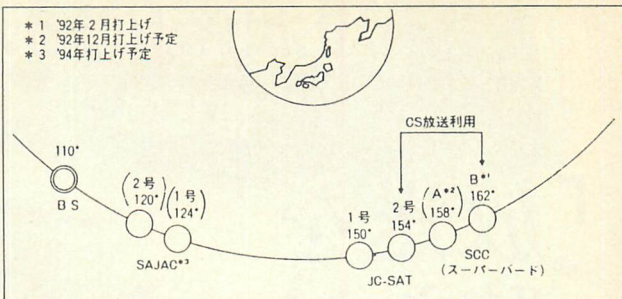 *1 '92年2月打上げ
*2 '92年12月打上げ予定
*3 '94年打上げ予定
CS放送利用
110°
BS
(2号 120°)
(1号 124°)
SAJAC*3
1号 150°
2号 154°
JC-SAT
(A*2 158°)
B*1 162°
SCC
(スーパーバード)